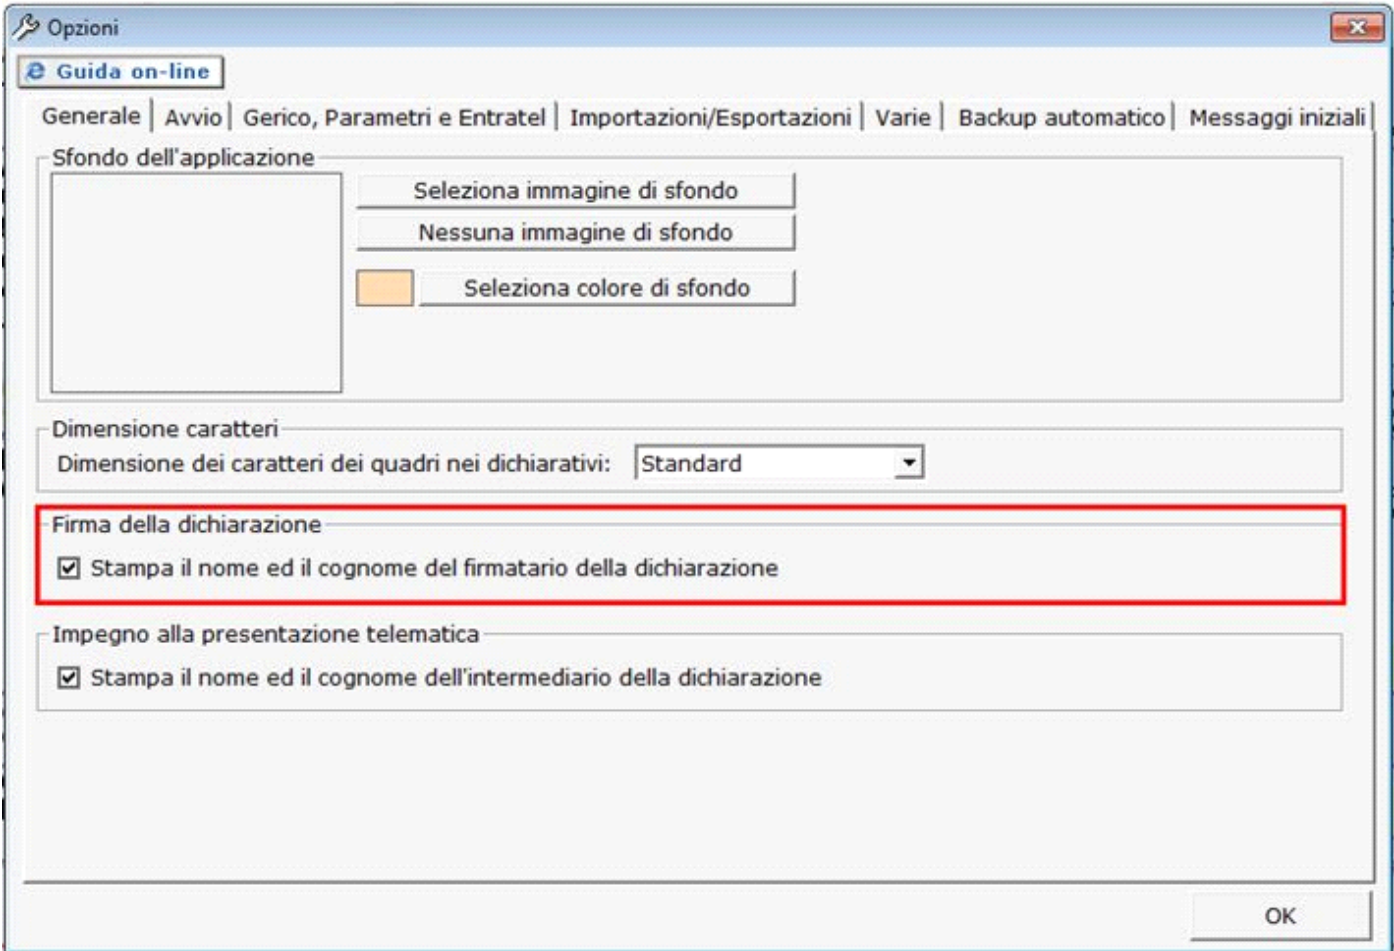 Opzioni
Guida on-line
Generale Avvio Gerico, Parametri e Entratel Importazioni/Esportazioni Varie Backup automatico Messaggi iniziali
Sfondo dell'applicazione
Seleziona immagine di sfondo
Nessuna immagine di sfondo
Seleziona colore di sfondo
Dimensione caratteri
Dimensione dei caratteri dei quadri nei dichiarativi: Standard
Firma della dichiarazione
Stampa il nome ed il cognome del firmatario della dichiarazione
Impegno alla presentazione telematica
Stampa il nome ed il cognome dell'intermediario della dichiarazione
OK